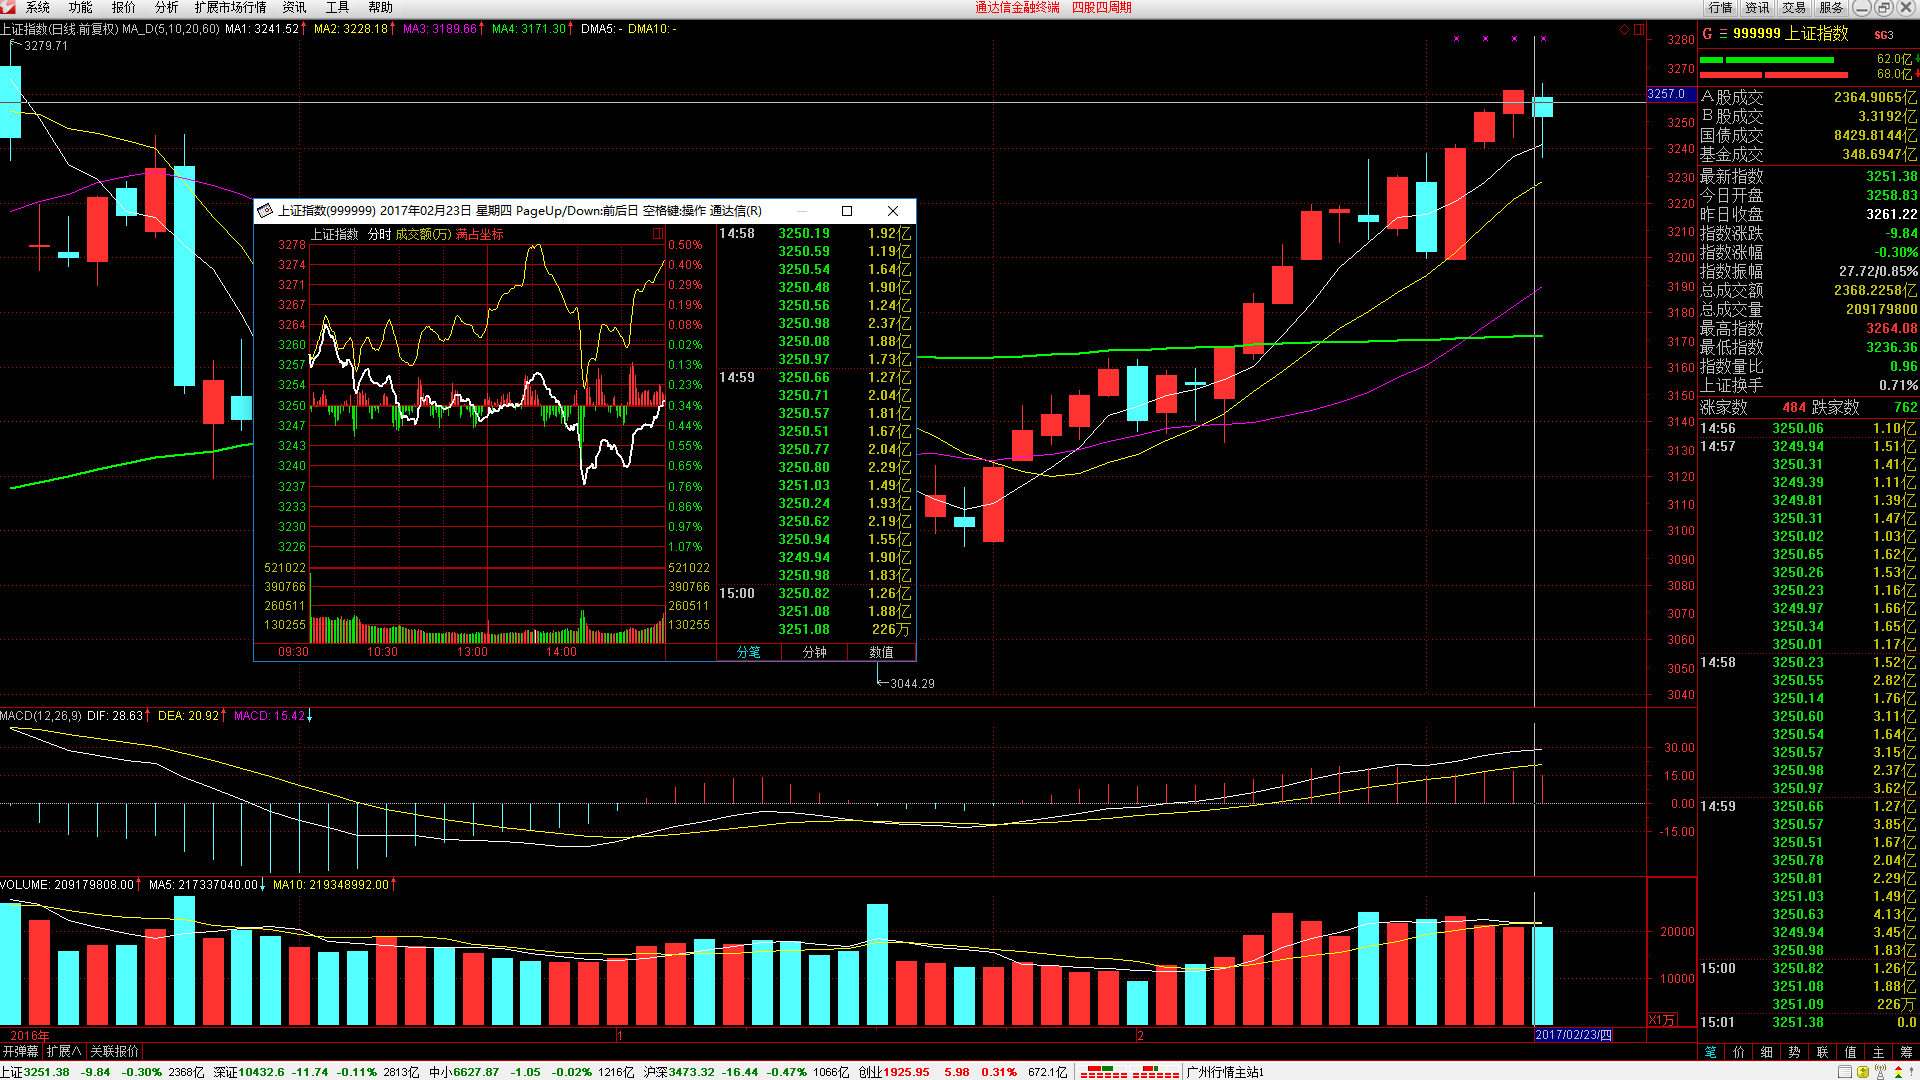 系统 功能 报价 分析 扩展市场行情 资讯 工具 帮助 通达信金融终端 四股四周期 行情 资讯 交易 服务
上证指数(日线.前复权) MA_D(5,10,20,60) MA1: 3241.52↑ MA2: 3228.18↑ MA3: 3189.66↑ MA4: 3171.30↑ DMA5: - DMA10: -
←3279.71
3280
3270
3257.0
3250
3240
3230
3220
3210
3200
3190
3180
3170
3160
3150
3140
3130
3120
3110
3100
3090
3080
3070
3060
3050
3040
←3044.29
上证指数(999999) 2017年02月23日 星期四 PageUp/Down:前后日 空格键:操作 通达信(R)
上证指数 分时 成交额(万) 满占坐标
3278 0.50%
3274 0.40%
3271 0.29%
3267 0.19%
3264 0.08%
3260 0.02%
3257 0.13%
3254 0.23%
3250 0.34%
3247 0.44%
3243 0.55%
3240 0.65%
3237 0.76%
3233 0.86%
3230 0.97%
3226 1.07%
521022 521022
390766 390766
260511 260511
130255 130255
09:30 10:30 13:00 14:00
14:58 3250.19 1.92亿
3250.59 1.19亿
3250.54 1.64亿
3250.48 1.90亿
3250.56 1.24亿
3250.98 2.37亿
3250.08 1.88亿
3250.97 1.73亿
14:59 3250.66 1.27亿
3250.71 2.04亿
3250.57 1.81亿
3250.51 1.67亿
3250.77 2.04亿
3250.80 2.29亿
3251.03 1.49亿
3250.24 1.93亿
3250.62 2.19亿
3250.94 1.55亿
3249.94 1.90亿
3250.98 1.83亿
15:00 3250.82 1.26亿
3251.08 1.88亿
3251.08 226万
分笔 分钟 数值
MACD(12,26,9) DIF: 28.63↑ DEA: 20.92↑ MACD: 15.42↓
30.00
15.00
0.00
-15.00
VOLUME: 209179808.00↑ MA5: 217337040.00↓ MA10: 219348992.00↑
20000
10000
X1万
2016年 1 2 2017/02/23/四
开弹幕 扩展∧ 关联报价
G 三 999999 上证指数 SG3
62.0亿
68.0亿
A股成交 2364.9065亿
B股成交 3.3192亿
国债成交 8429.8144亿
基金成交 348.6947亿
最新指数 3251.38
今日开盘 3258.83
昨日收盘 3261.22
指数涨跌 -9.84
指数涨幅 -0.30%
指数振幅 27.72/0.85%
总成交额 2368.2258亿
总成交量 209179800
最高指数 3264.08
最低指数 3236.36
指数量比 0.96
上证换手 0.71%
涨家数 484 跌家数 762
14:56 3250.06 1.10亿
14:57 3249.94 1.51亿
3250.31 1.41亿
3249.39 1.11亿
3249.81 1.39亿
3250.31 1.47亿
3250.02 1.03亿
3250.65 1.62亿
3250.26 1.53亿
3250.23 1.16亿
3249.97 1.66亿
3250.34 1.65亿
3250.01 1.17亿
14:58 3250.23 1.52亿
3250.55 2.82亿
3250.14 1.76亿
3250.60 3.11亿
3250.54 1.64亿
3250.57 3.15亿
3250.98 2.37亿
3250.97 3.62亿
14:59 3250.66 1.27亿
3250.57 3.85亿
3250.51 1.67亿
3250.78 2.04亿
3250.81 2.29亿
3251.03 1.49亿
3250.63 4.13亿
3249.94 3.45亿
3250.98 1.83亿
15:00 3250.82 1.26亿
3251.08 1.88亿
3251.09 226万
15:01 3251.38 0.0
笔 价 细 势 联 值 主 筹
上证3251.38 -9.84 -0.30% 2368亿 深证10432.6 -11.74 -0.11% 2813亿 中小6627.87 -1.05 -0.02% 1216亿 沪深3473.32 -16.44 -0.47% 1066亿 创业1925.95 5.98 0.31% 672.1亿 广州行情主站1